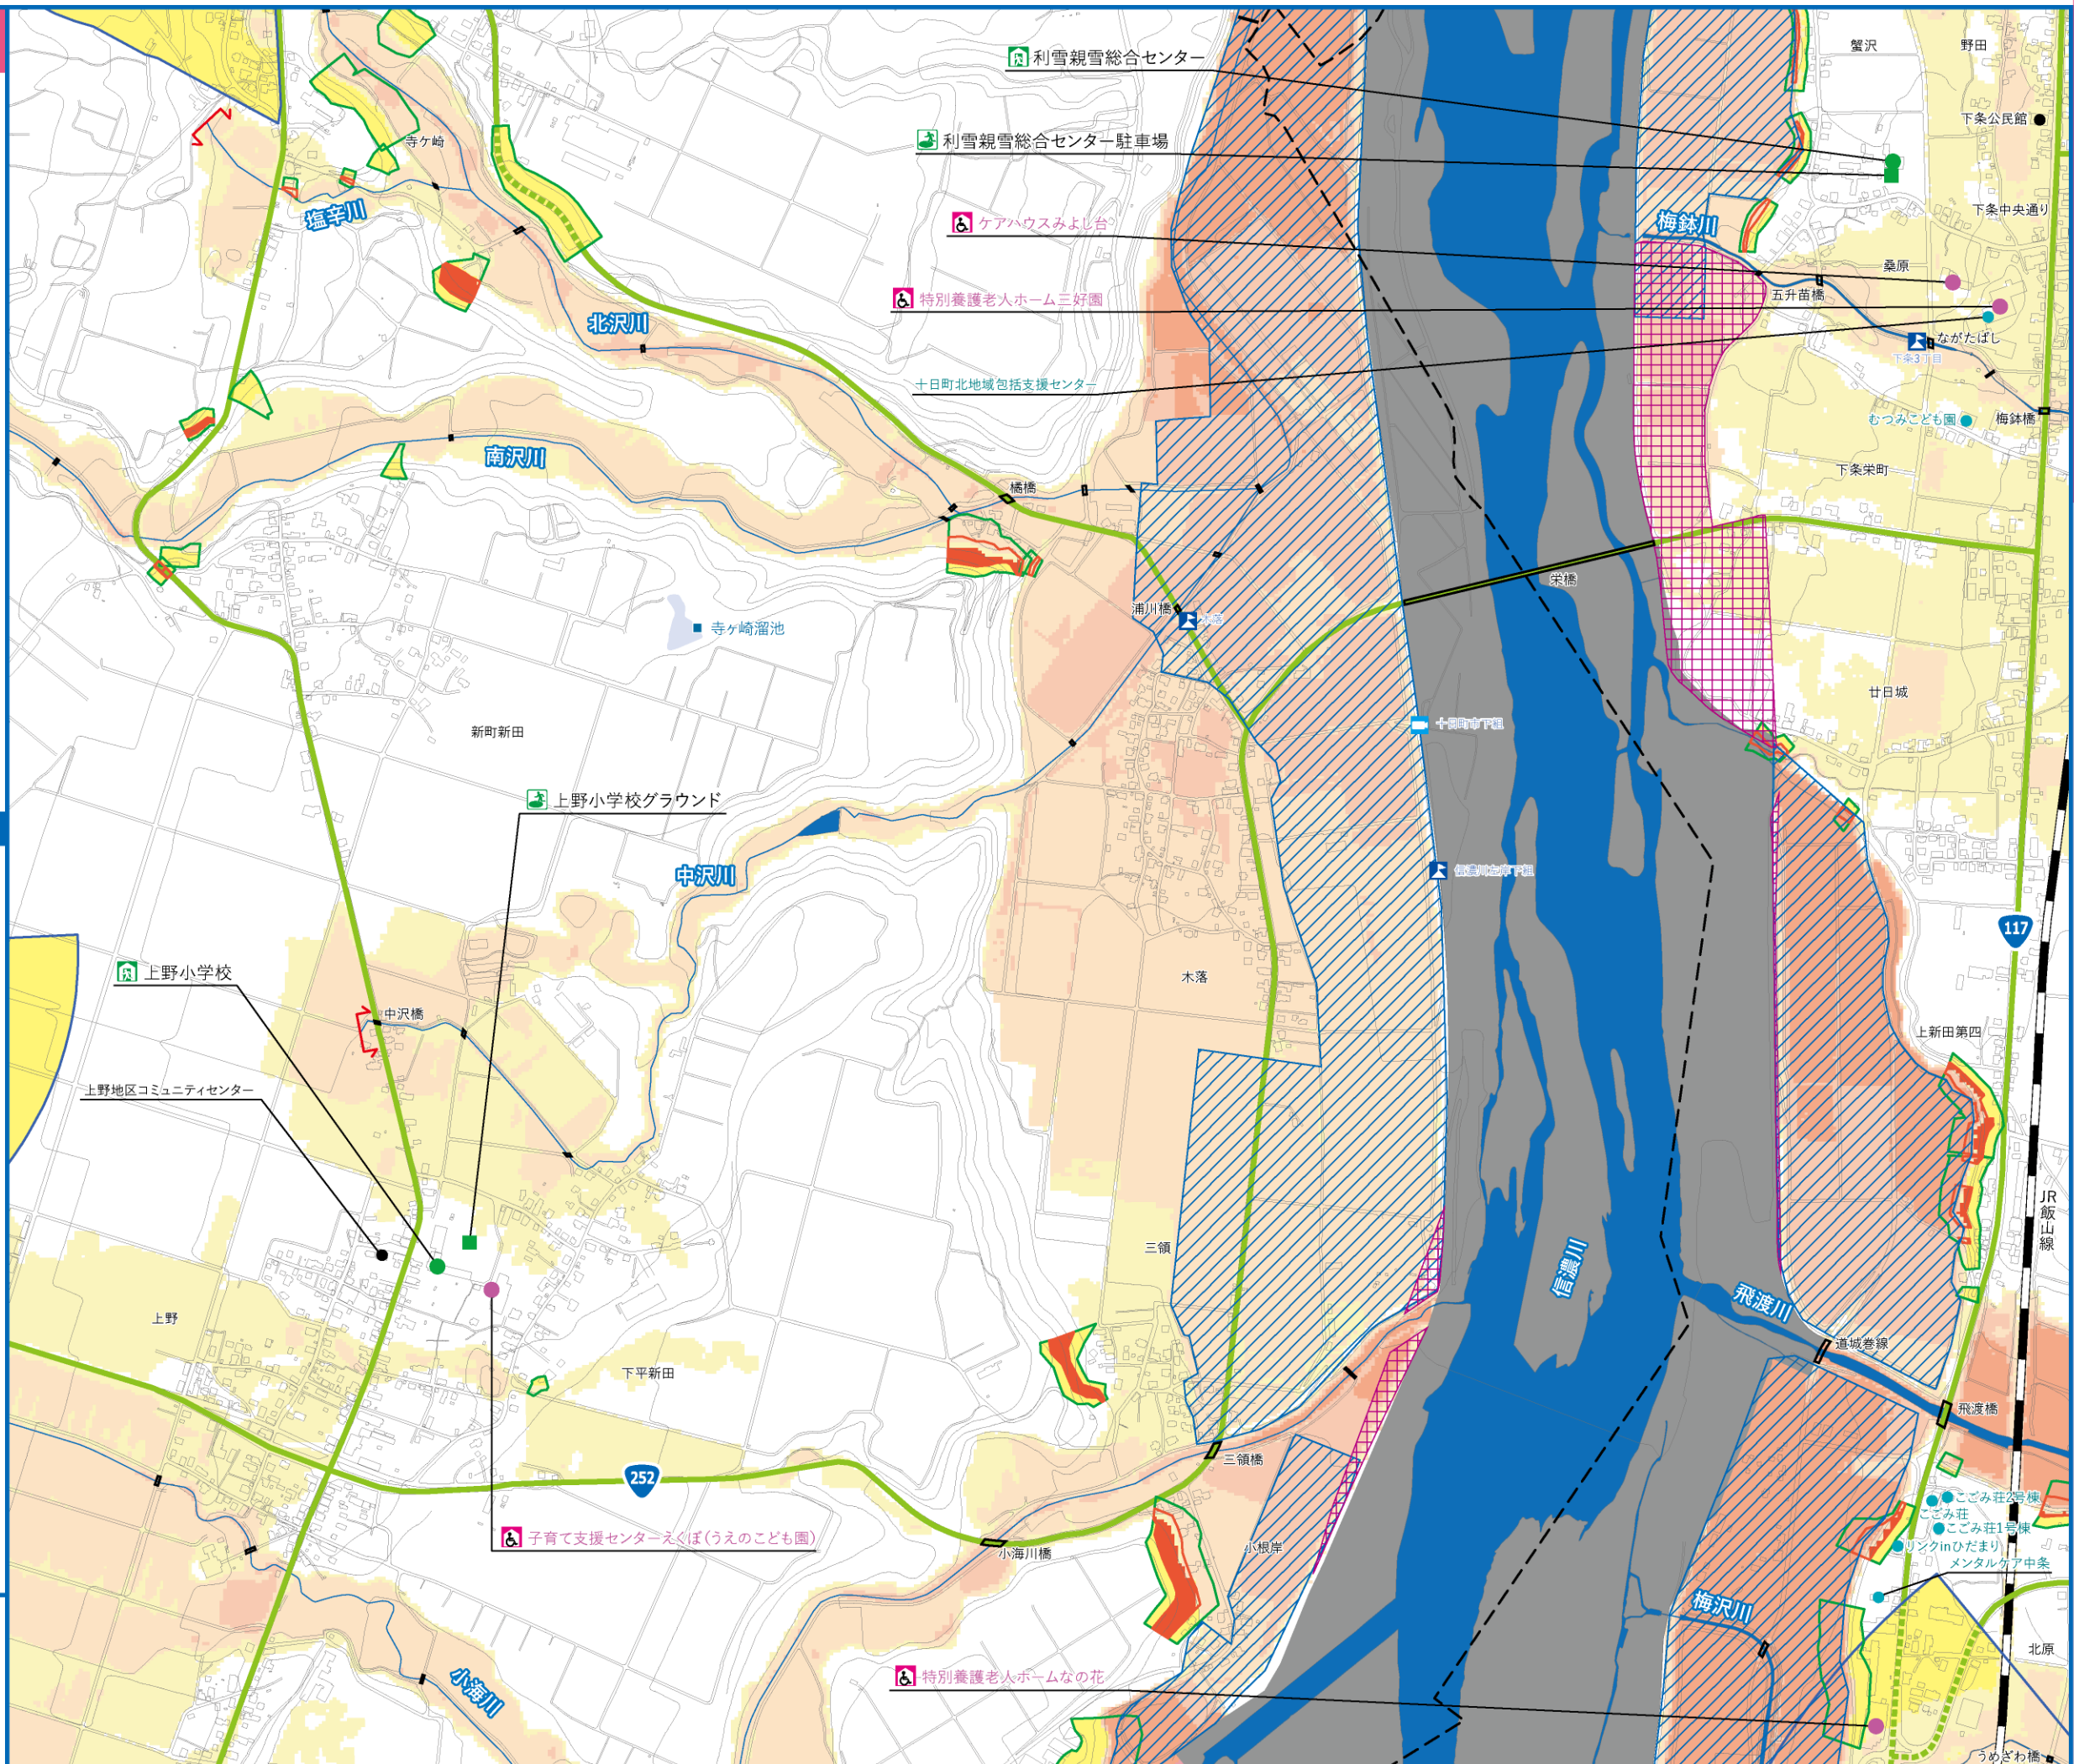 利雪親雪総合センター
蟹沢
野田
下条公民館
利雪親雪総合センター駐車場
寺ケ崎
塩辛川
ケアハウスみよし台
梅鉢川
下条中央通り
桑原
特別養護老人ホーム三好園
五升苗橋
北沢川
ながたばし
下条3丁目
十日町北地域包括支援センター
むつみこども園
梅鉢橋
南沢川
下条栄町
橘橋
栄橋
浦川橋
木落
寺ヶ崎溜池
廿日城
新町新田
十日町市下組
上野小学校グラウンド
中沢川
信濃川左岸下組
117
上野小学校
木落
中沢橋
上新田第四
上野地区コミュニティセンター
JR飯山線
三領
信濃川
飛渡川
上野
道城巻線
下平新田
飛渡橋
三領橋
252
こごみ荘2号棟
こごみ荘
こごみ荘1号棟
子育て支援センターえくぼ(うえのこども園)
小海川橋
小根岸
リンクinひだまり
メンタルケア中条
梅沢川
北原
特別養護老人ホームなの花
小海川
うめざわ橋